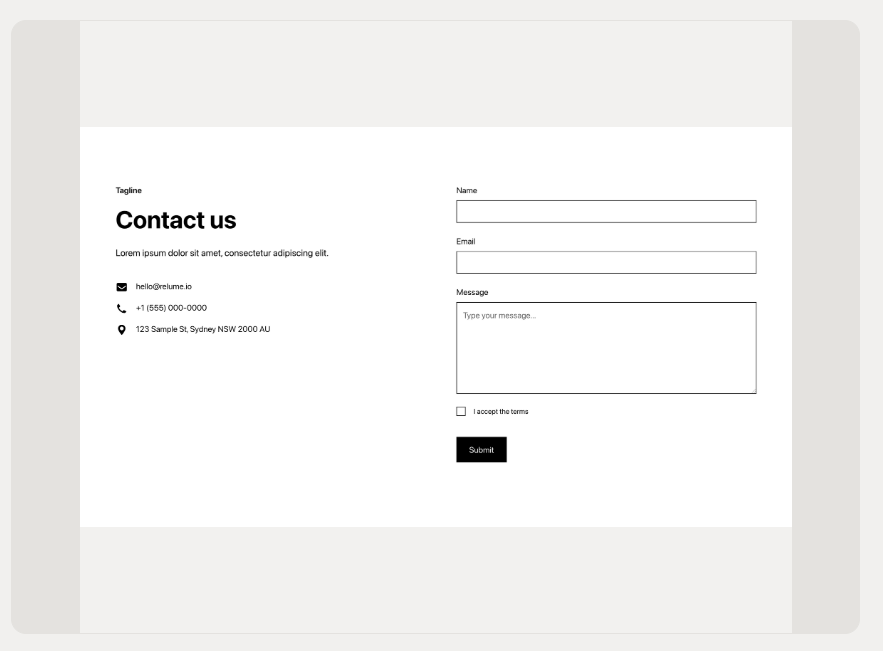 Tagline
Contact us
Lorem ipsum dolor sit amet, consectetur adipiscing elit.
hello@relume.io
+1 (555) 000-0000
123 Sample St, Sydney NSW 2000 AU
Name
Email
Message
Type your message...
I accept the terms
Submit